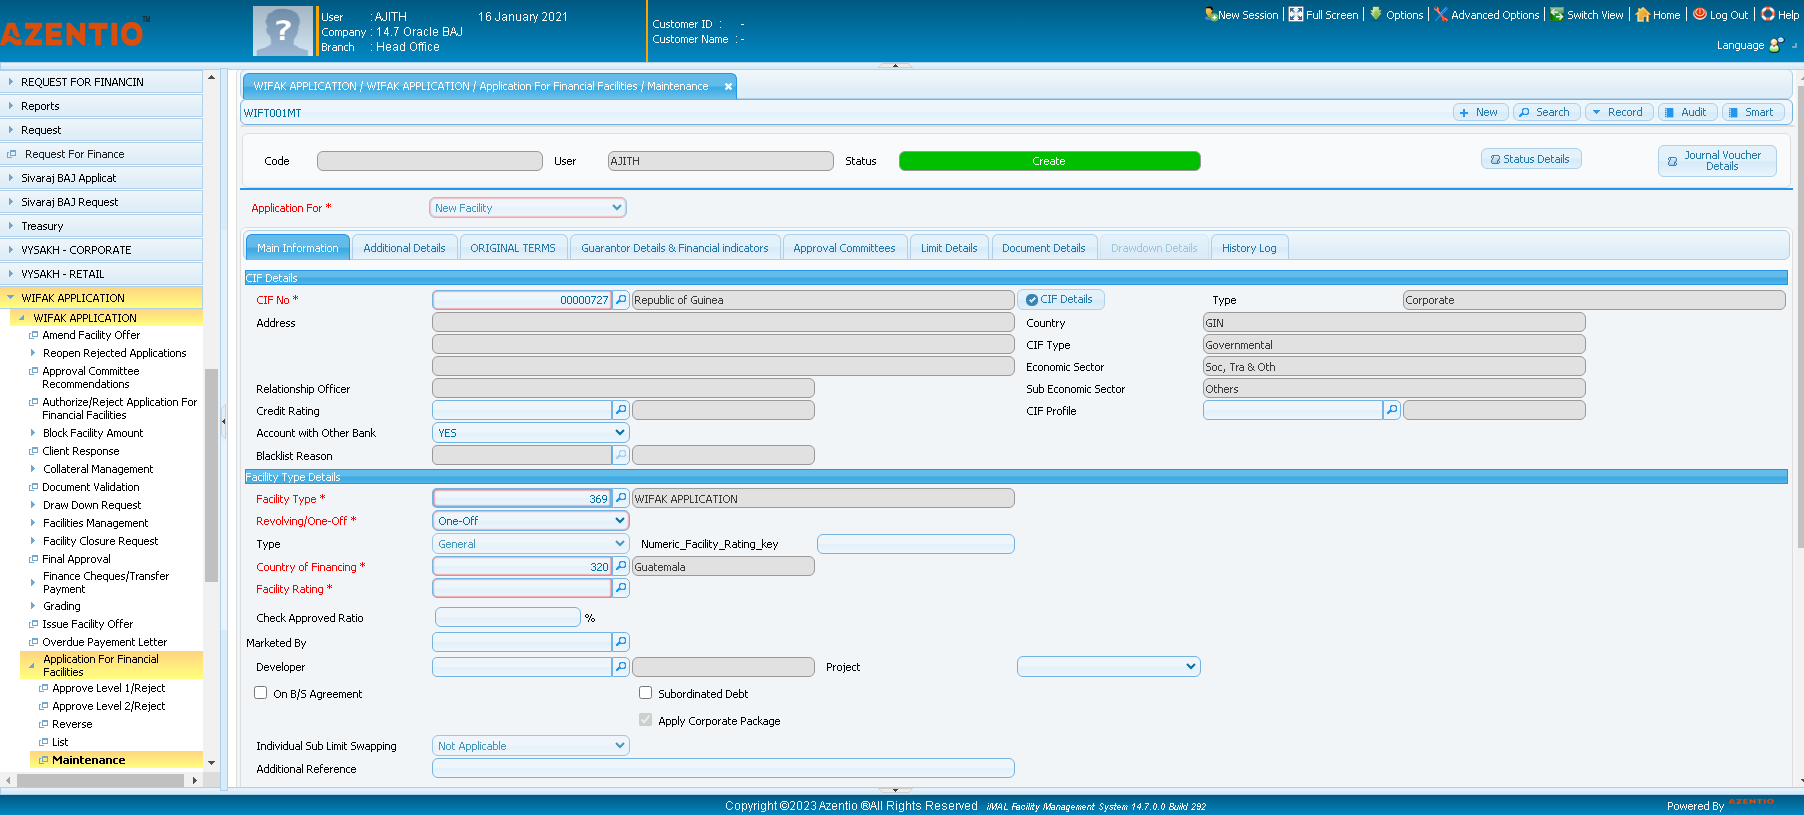 AZENTIO™
User : AJITH 16 January 2021
Company : 14.7 Oracle BAJ
Branch : Head Office
Customer ID : -
Customer Name : -
New Session | Full Screen | Options | Advanced Options | Switch View | Home | Log Out | Help
Language
REQUEST FOR FINANCIN
Reports
Request
Request For Finance
Sivaraj BAJ Applicat
Sivaraj BAJ Request
Treasury
VYSAKH - CORPORATE
VYSAKH - RETAIL
WIFAK APPLICATION
WIFAK APPLICATION
Amend Facility Offer
Reopen Rejected Applications
Approval Committee
Recommendations
Authorize/Reject Application For
Financial Facilities
Block Facility Amount
Client Response
Collateral Management
Document Validation
Draw Down Request
Facilities Management
Facility Closure Request
Final Approval
Finance Cheques/Transfer
Payment
Grading
Issue Facility Offer
Overdue Payement Letter
Application For Financial
Facilities
Approve Level 1/Reject
Approve Level 2/Reject
Reverse
List
Maintenance
WIFAK APPLICATION / WIFAK APPLICATION / Application For Financial Facilities / Maintenance
WIFT001MT
New Search Record Audit Smart
Code User AJITH Status Create Status Details
Journal Voucher
Details
Application For * New Facility
Main Information Additional Details ORIGINAL TERMS Guarantor Details & Financial indicators Approval Committees Limit Details Document Details Drawdown Details History Log
CIF Details
CIF No * 00000727 Republic of Guinea CIF Details Type Corporate
Address Country GIN
CIF Type Governmental
Economic Sector Soc, Tra & Oth
Relationship Officer Sub Economic Sector Others
Credit Rating CIF Profile
Account with Other Bank YES
Blacklist Reason
Facility Type Details
Facility Type * 369 WIFAK APPLICATION
Revolving/One-Off * One-Off
Type General Numeric_Facility_Rating_key
Country of Financing * 320 Guatemala
Facility Rating *
Check Approved Ratio %
Marketed By
Developer Project
On B/S Agreement Subordinated Debt
Apply Corporate Package
Individual Sub Limit Swapping Not Applicable
Additional Reference
Copyright ©2023 Azentio ®All Rights Reserved iMAL Facility Management System 14.7.0.0 Build 292
Powered By AZENTIO